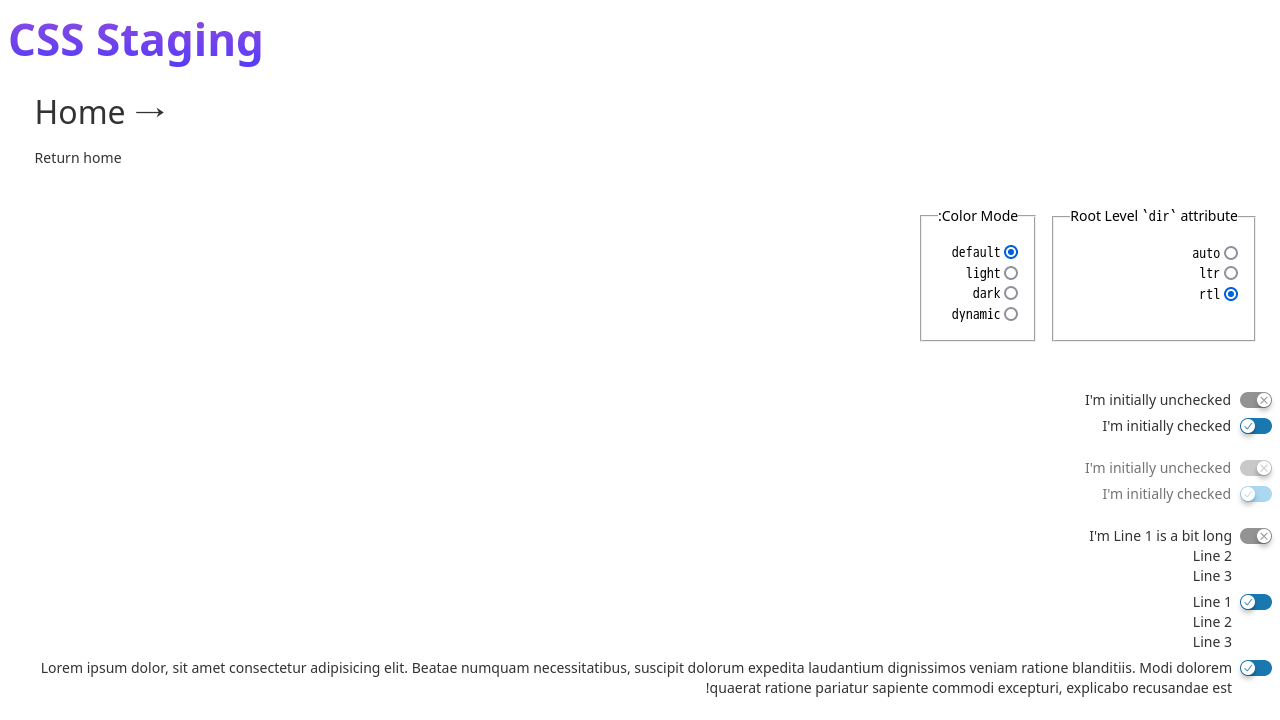 CSS Staging
Home →
Return home
Root Level `dir` attribute
auto
ltr
rtl
:Color Mode
default
light
dark
dynamic
I'm initially unchecked
I'm initially checked
I'm initially unchecked
I'm initially checked
I'm Line 1 is a bit long
Line 2
Line 3
Line 1
Line 2
Line 3
Lorem ipsum dolor, sit amet consectetur adipisicing elit. Beatae numquam necessitatibus, suscipit dolorum expedita laudantium dignissimos veniam ratione blanditiis. Modi dolorem
!quaerat ratione pariatur sapiente commodi excepturi, explicabo recusandae est